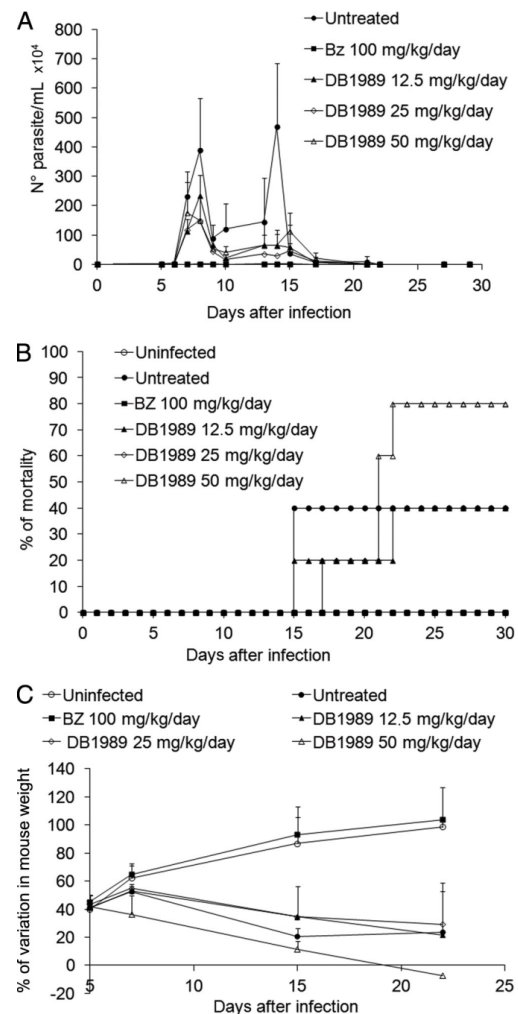 A
Untreated
Bz 100 mg/kg/day
DB1989 12.5 mg/kg/day
DB1989 25 mg/kg/day
DB1989 50 mg/kg/day
N° parasite/mL x10⁴
800
700
600
500
400
300
200
100
0
0 5 10 15 20 25 30
Days after infection
B
Uninfected
Untreated
BZ 100 mg/kg/day
DB1989 12.5 mg/kg/day
DB1989 25 mg/kg/day
DB1989 50 mg/kg/day
% of mortality
100
90
80
70
60
50
40
30
20
10
0
0 5 10 15 20 25 30
Days after infection
C
Uninfected Untreated
BZ 100 mg/kg/day DB1989 12.5 mg/kg/day
DB1989 25 mg/kg/day DB1989 50 mg/kg/day
% of variation in mouse weight
140
120
100
80
60
40
20
0
-20
5 10 15 20 25
Days after infection